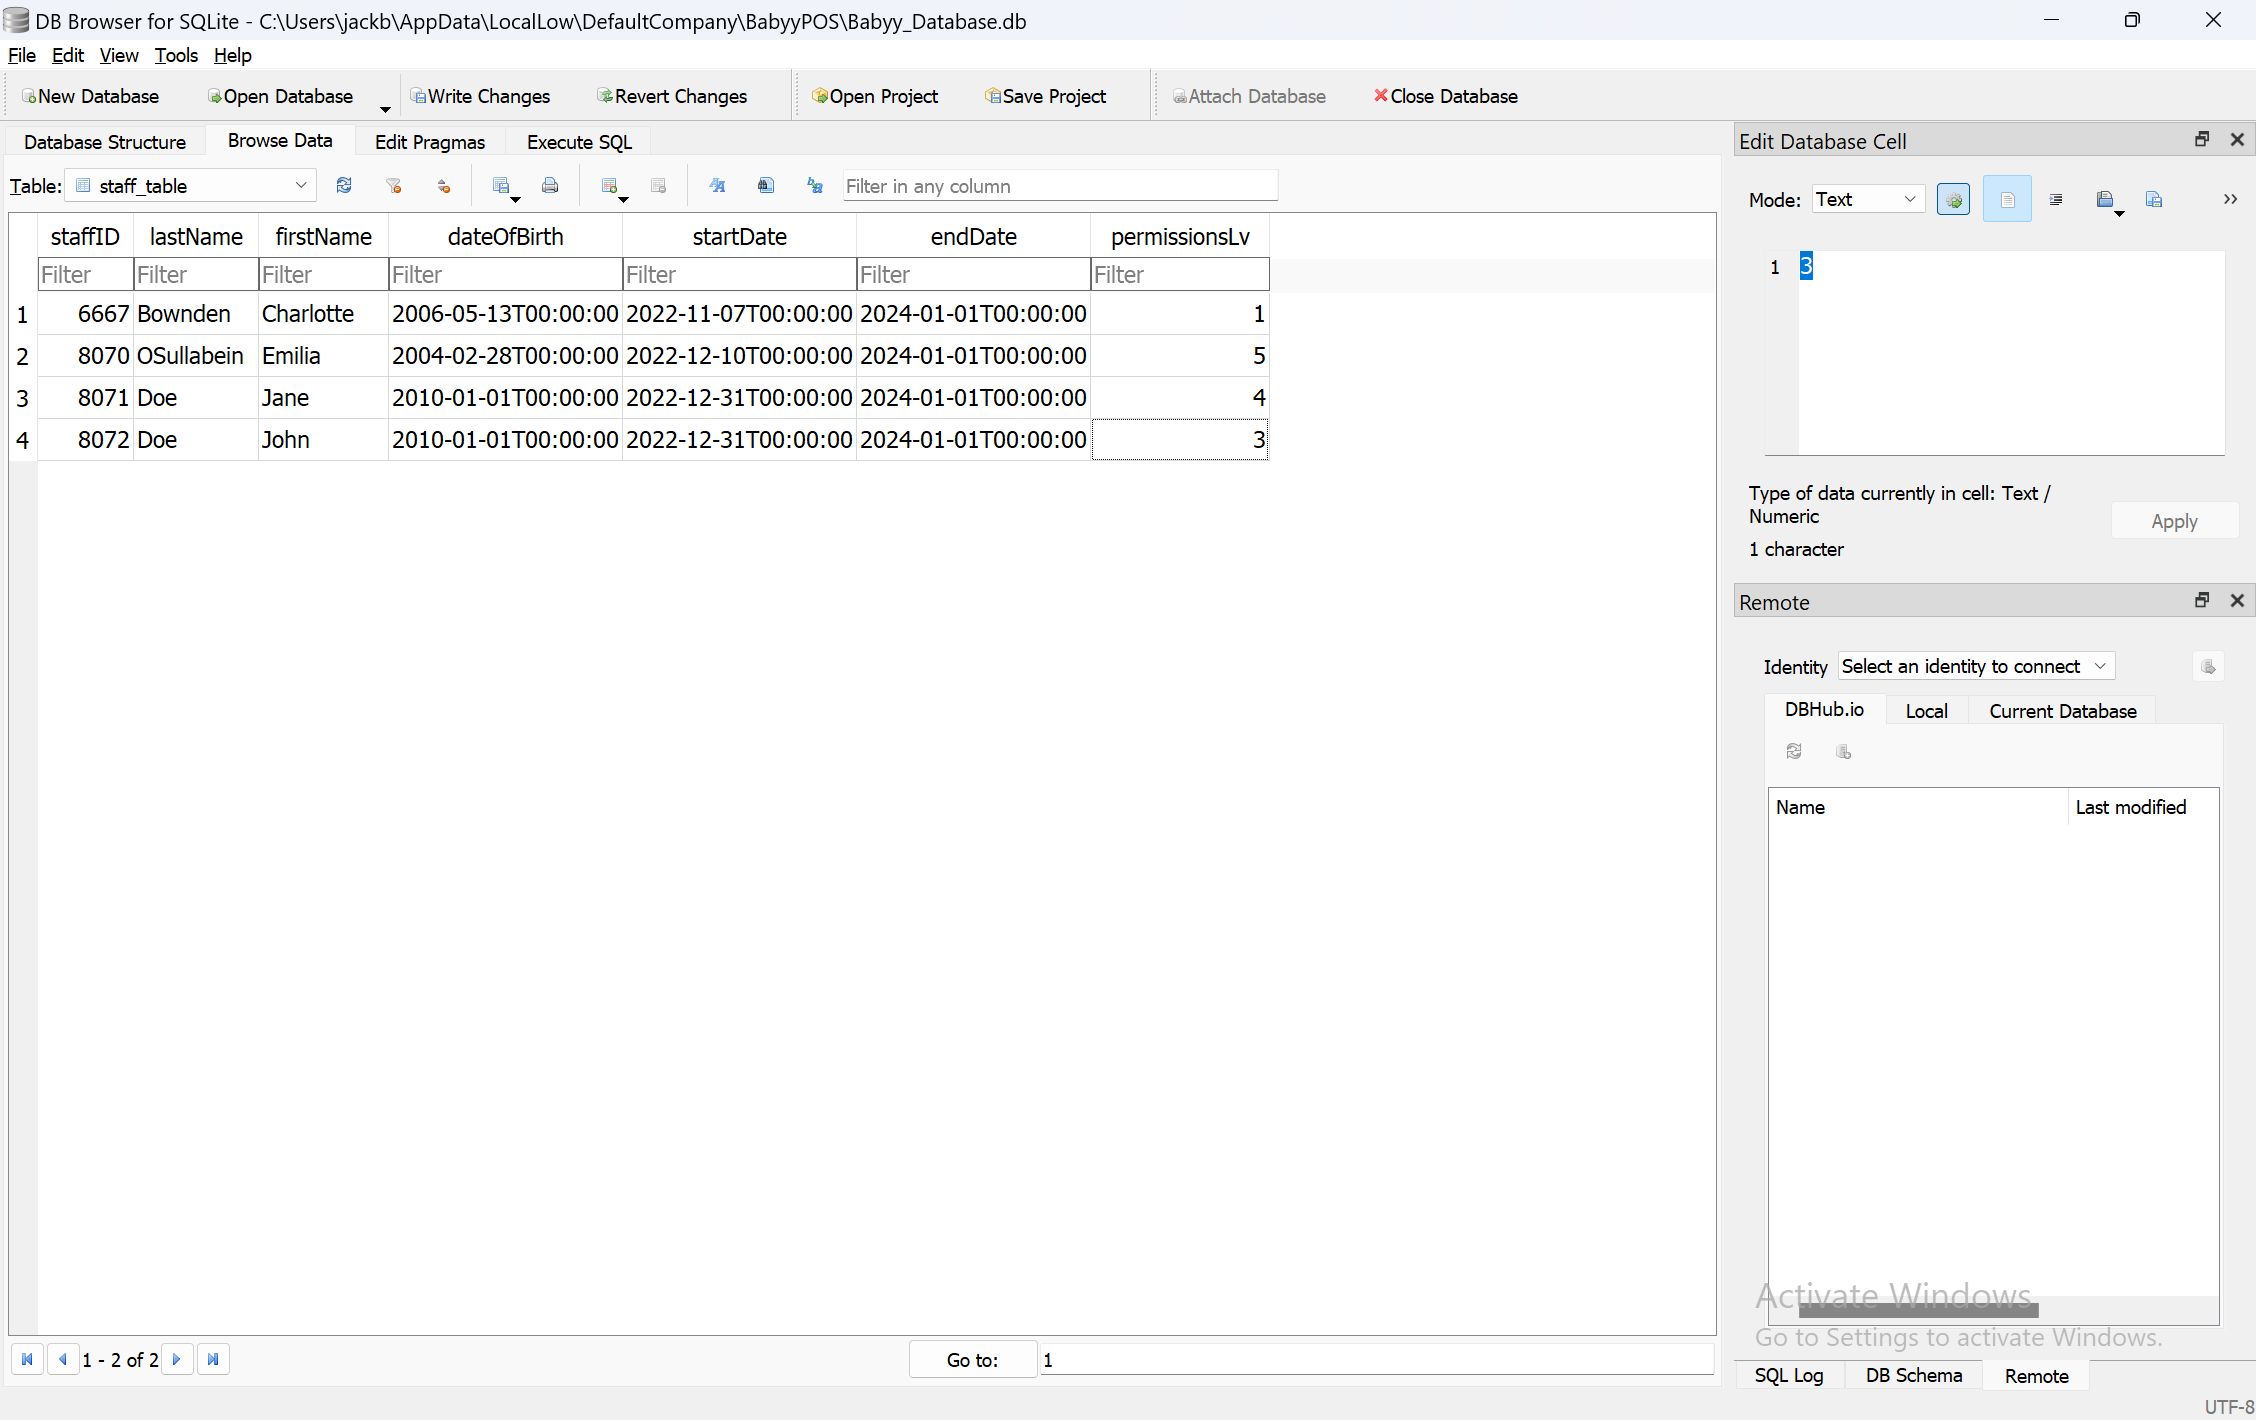 DB Browser for SQLite - C:\Users\jackb\AppData\LocalLow\DefaultCompany\BabyyPOS\Babyy_Database.db
File Edit View Tools Help
New Database Open Database Write Changes Revert Changes Open Project Save Project Attach Database Close Database
Database Structure Browse Data Edit Pragmas Execute SQL
Table: staff_table Filter in any column
staffID lastName firstName dateOfBirth startDate endDate permissionsLv
Filter Filter Filter Filter Filter Filter Filter
1 6667 Bownden Charlotte 2006-05-13T00:00:00 2022-11-07T00:00:00 2024-01-01T00:00:00 1
2 8070 OSullabein Emilia 2004-02-28T00:00:00 2022-12-10T00:00:00 2024-01-01T00:00:00 5
3 8071 Doe Jane 2010-01-01T00:00:00 2022-12-31T00:00:00 2024-01-01T00:00:00 4
4 8072 Doe John 2010-01-01T00:00:00 2022-12-31T00:00:00 2024-01-01T00:00:00 3
1 - 2 of 2 Go to: 1
Edit Database Cell
Mode: Text
1 3
Type of data currently in cell: Text /
Numeric
1 character
Apply
Remote
Identity Select an identity to connect
DBHub.io Local Current Database
Name Last modified
Activate Windows
Go to Settings to activate Windows.
SQL Log DB Schema Remote
UTF-8